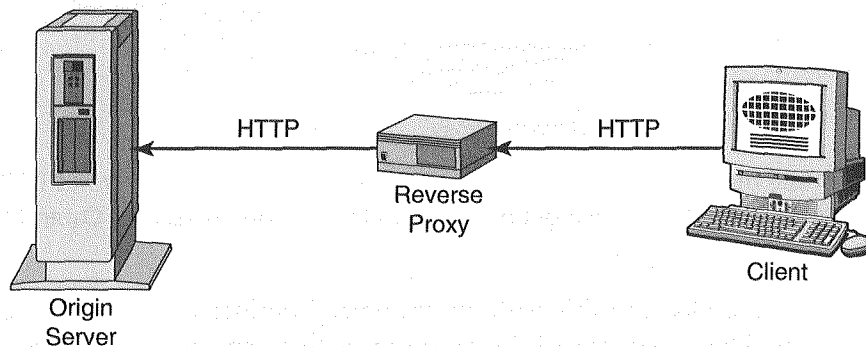 HTTP
HTTP
Reverse
Proxy
Client
Origin
Server